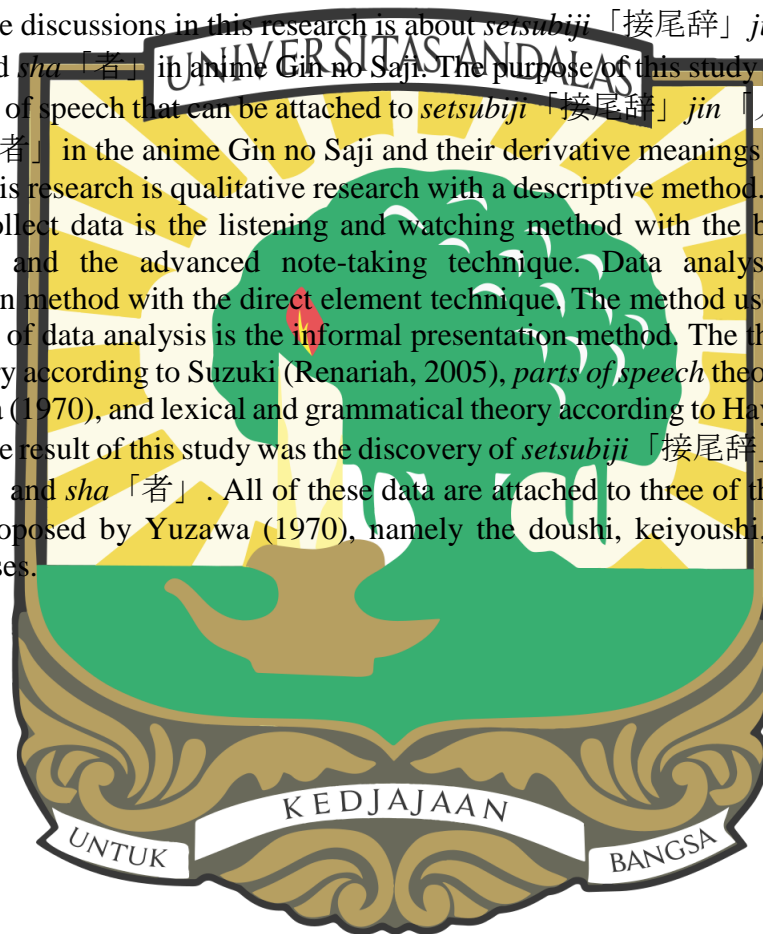 e discussions in this research is about setsubiji「接尾辞」
sha「者」in anime Gin no Saji. The purpose of this study
of speech that can be attached to setsubiji「接尾辞」jin「
者」in the anime Gin no Saji and their derivative meanings
is research is qualitative research with a descriptive method.
ollect data is the listening and watching method with the
and the advanced note-taking technique. Data
n method with the direct element technique. The method
of data analysis is the informal presentation method. The
y according to Suzuki (Renariah, 2005), parts of speech
(1970), and lexical and grammatical theory according to
e result of this study was the discovery of setsubiji「接尾辞」
and sha「者」. All of these data are attached to three of
oposed by Yuzawa (1970), namely the doushi, keiyoushi,
ses.
UNIVERSITAS ANDALAS
KEDJAJAAN
UNTUK
BANGSA